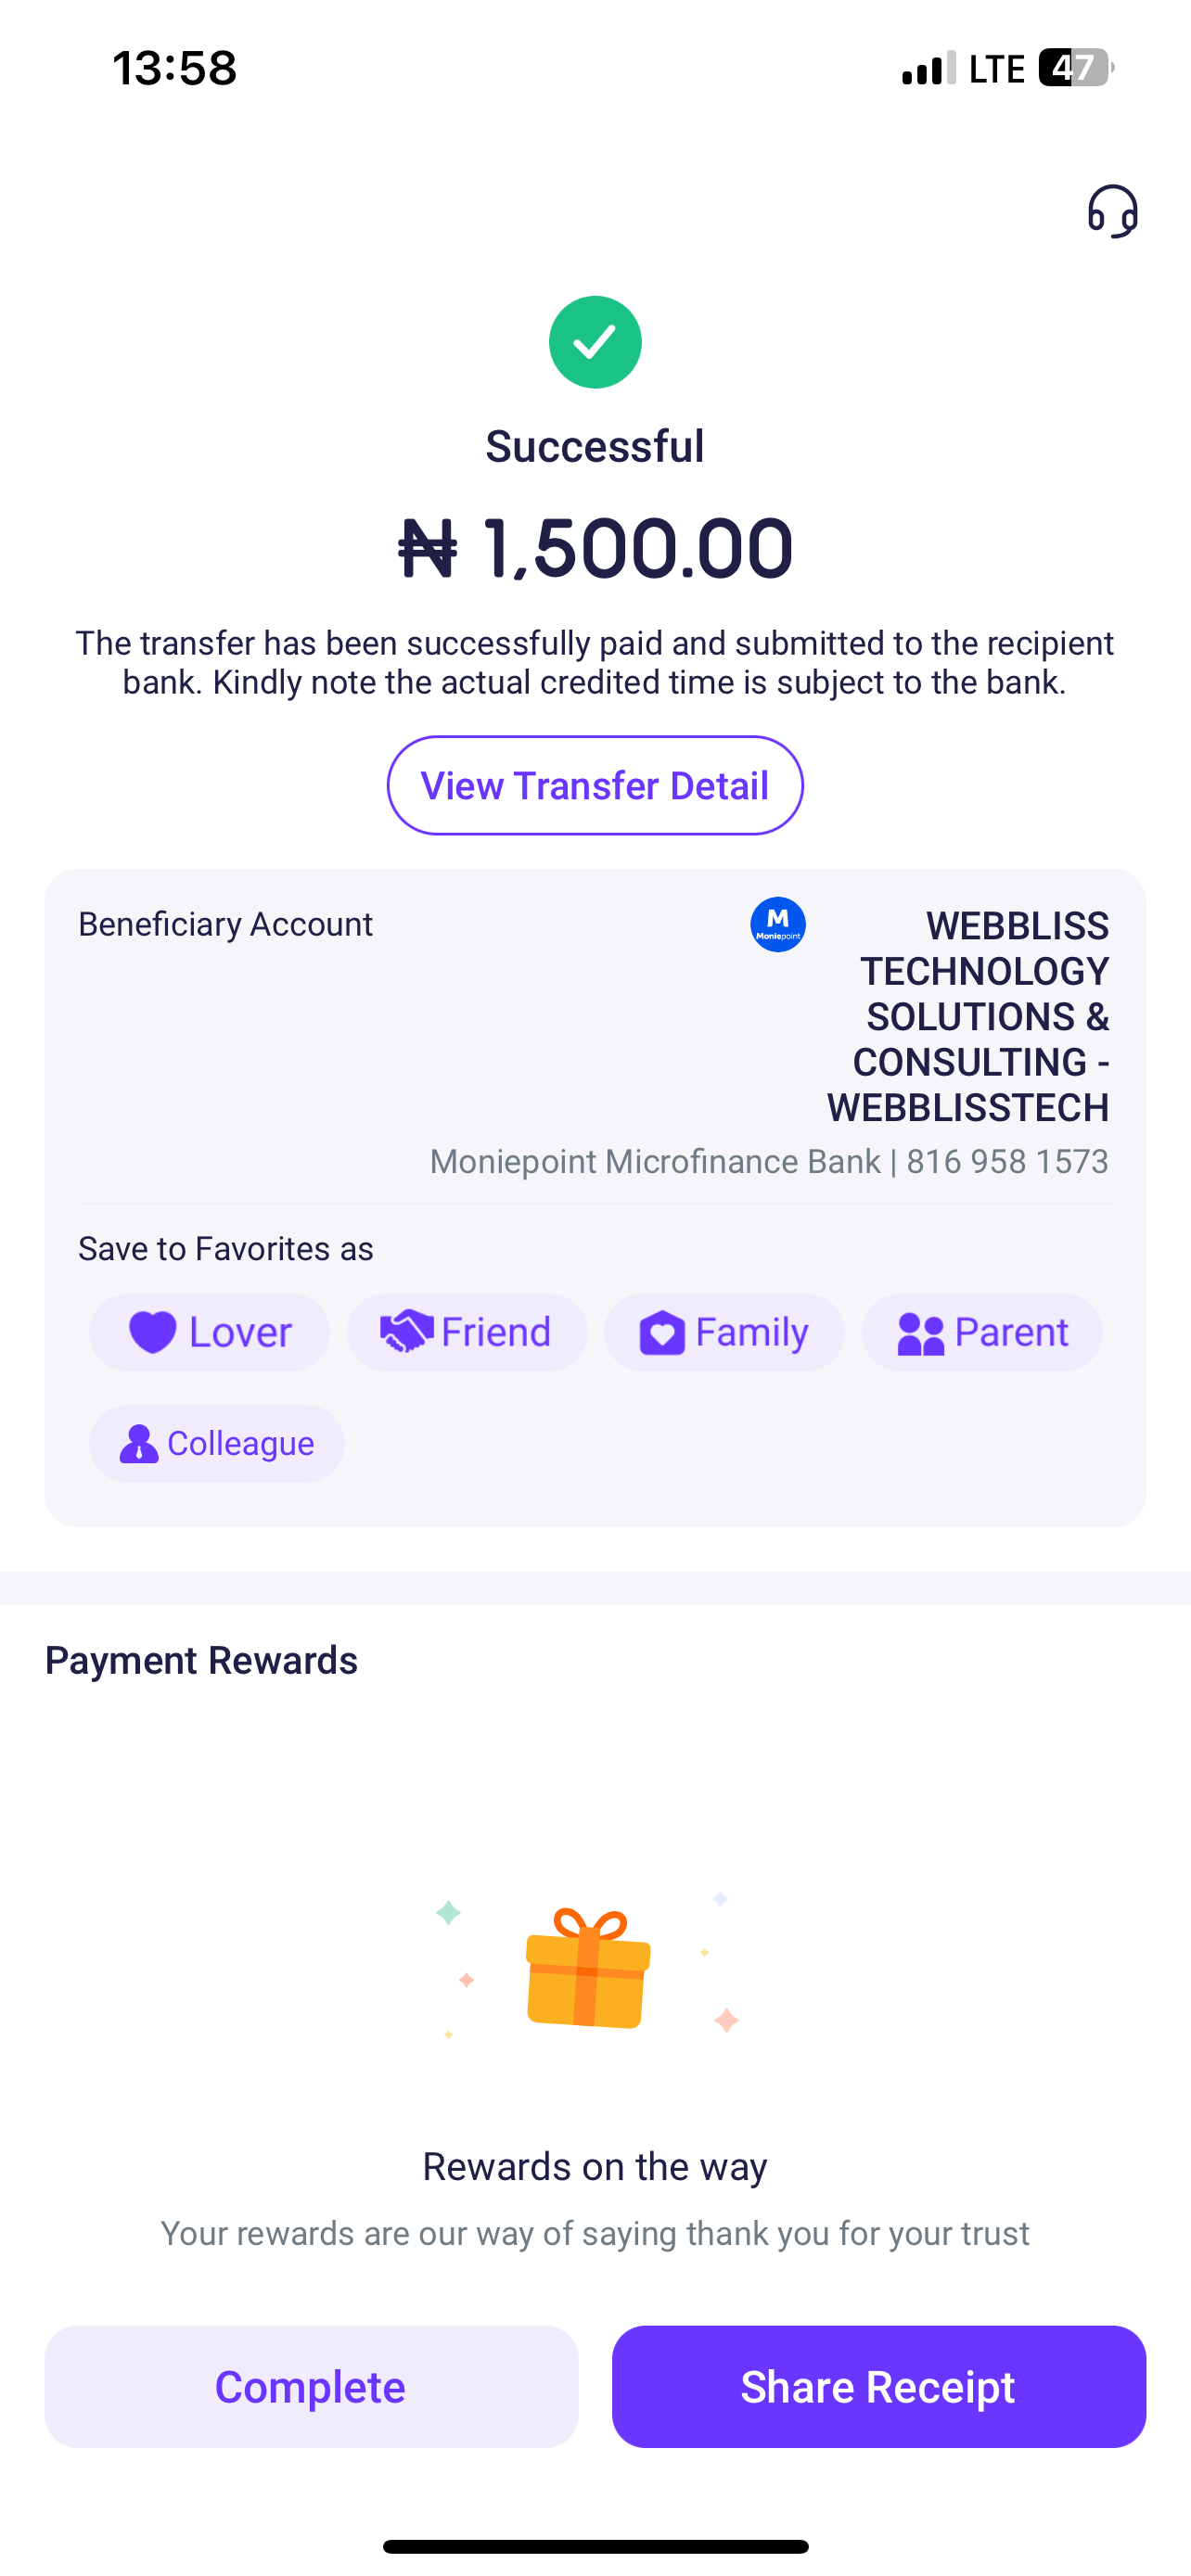 13:58
LTE 47
Successful
₦ 1,500.00
The transfer has been successfully paid and submitted to the recipient
bank. Kindly note the actual credited time is subject to the bank.
View Transfer Detail
Beneficiary Account
M
Moniepoint
WEBBLISS
TECHNOLOGY
SOLUTIONS &
CONSULTING -
WEBBLISSTECH
Moniepoint Microfinance Bank | 816 958 1573
Save to Favorites as
Lover
Friend
Family
Parent
Colleague
Payment Rewards
Rewards on the way
Your rewards are our way of saying thank you for your trust
Complete
Share Receipt